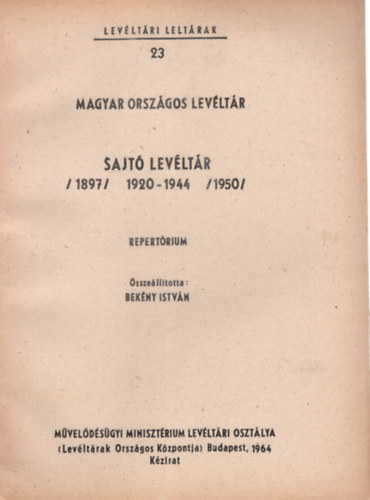 LEVÉLTÁRI LELTÁRAK
23
MAGYAR ORSZÁGOS LEVÉLTÁR
SAJTÓ LEVÉLTÁR
/1897/ 1920-1944 /1950/
REPERTÓRIUM
Összeállította:
BEKÉNY ISTVÁN
MŰVELŐDÉSÜGYI MINISZTÉRIUM LEVÉLTÁRI OSZTÁLYA
(Levéltárak Országos Központja) Budapest, 1964
Kézirat